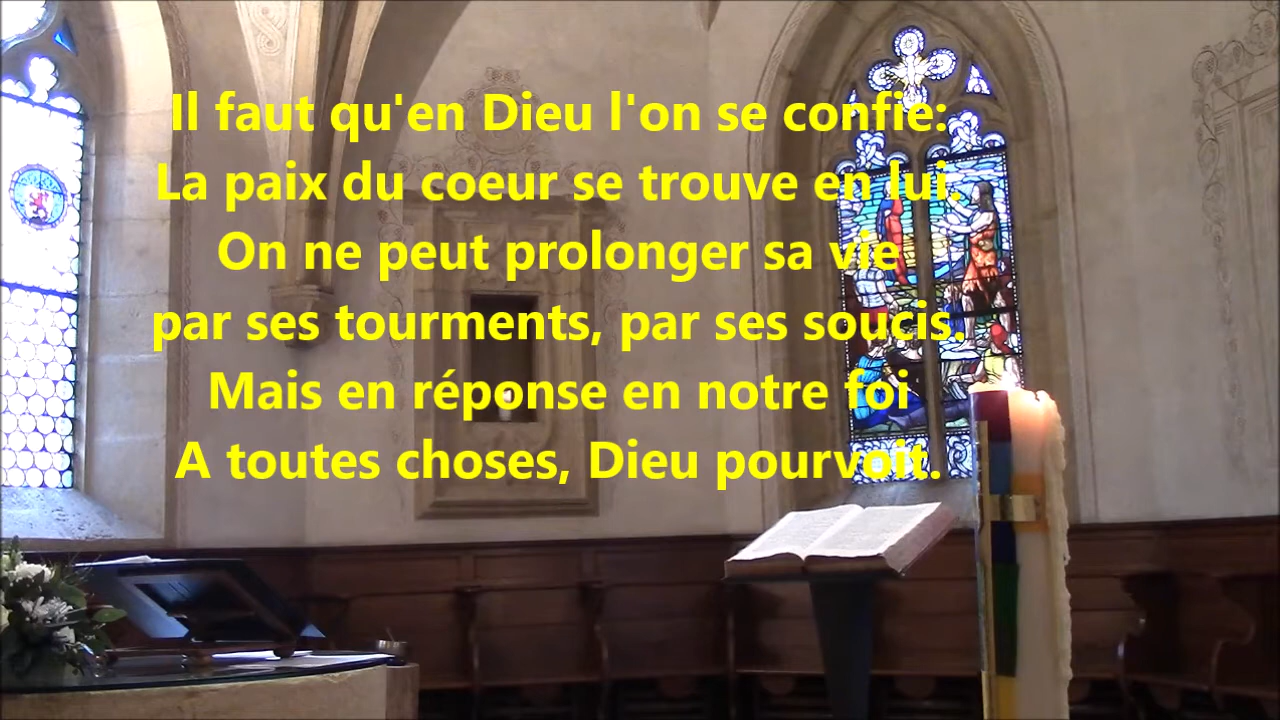 Il faut qu'en Dieu l'on se confie:
La paix du coeur se trouve en lui.
On ne peut prolonger sa vie
par ses tourments, par ses soucis.
Mais en réponse en notre foi
A toutes choses, Dieu pourvoit.